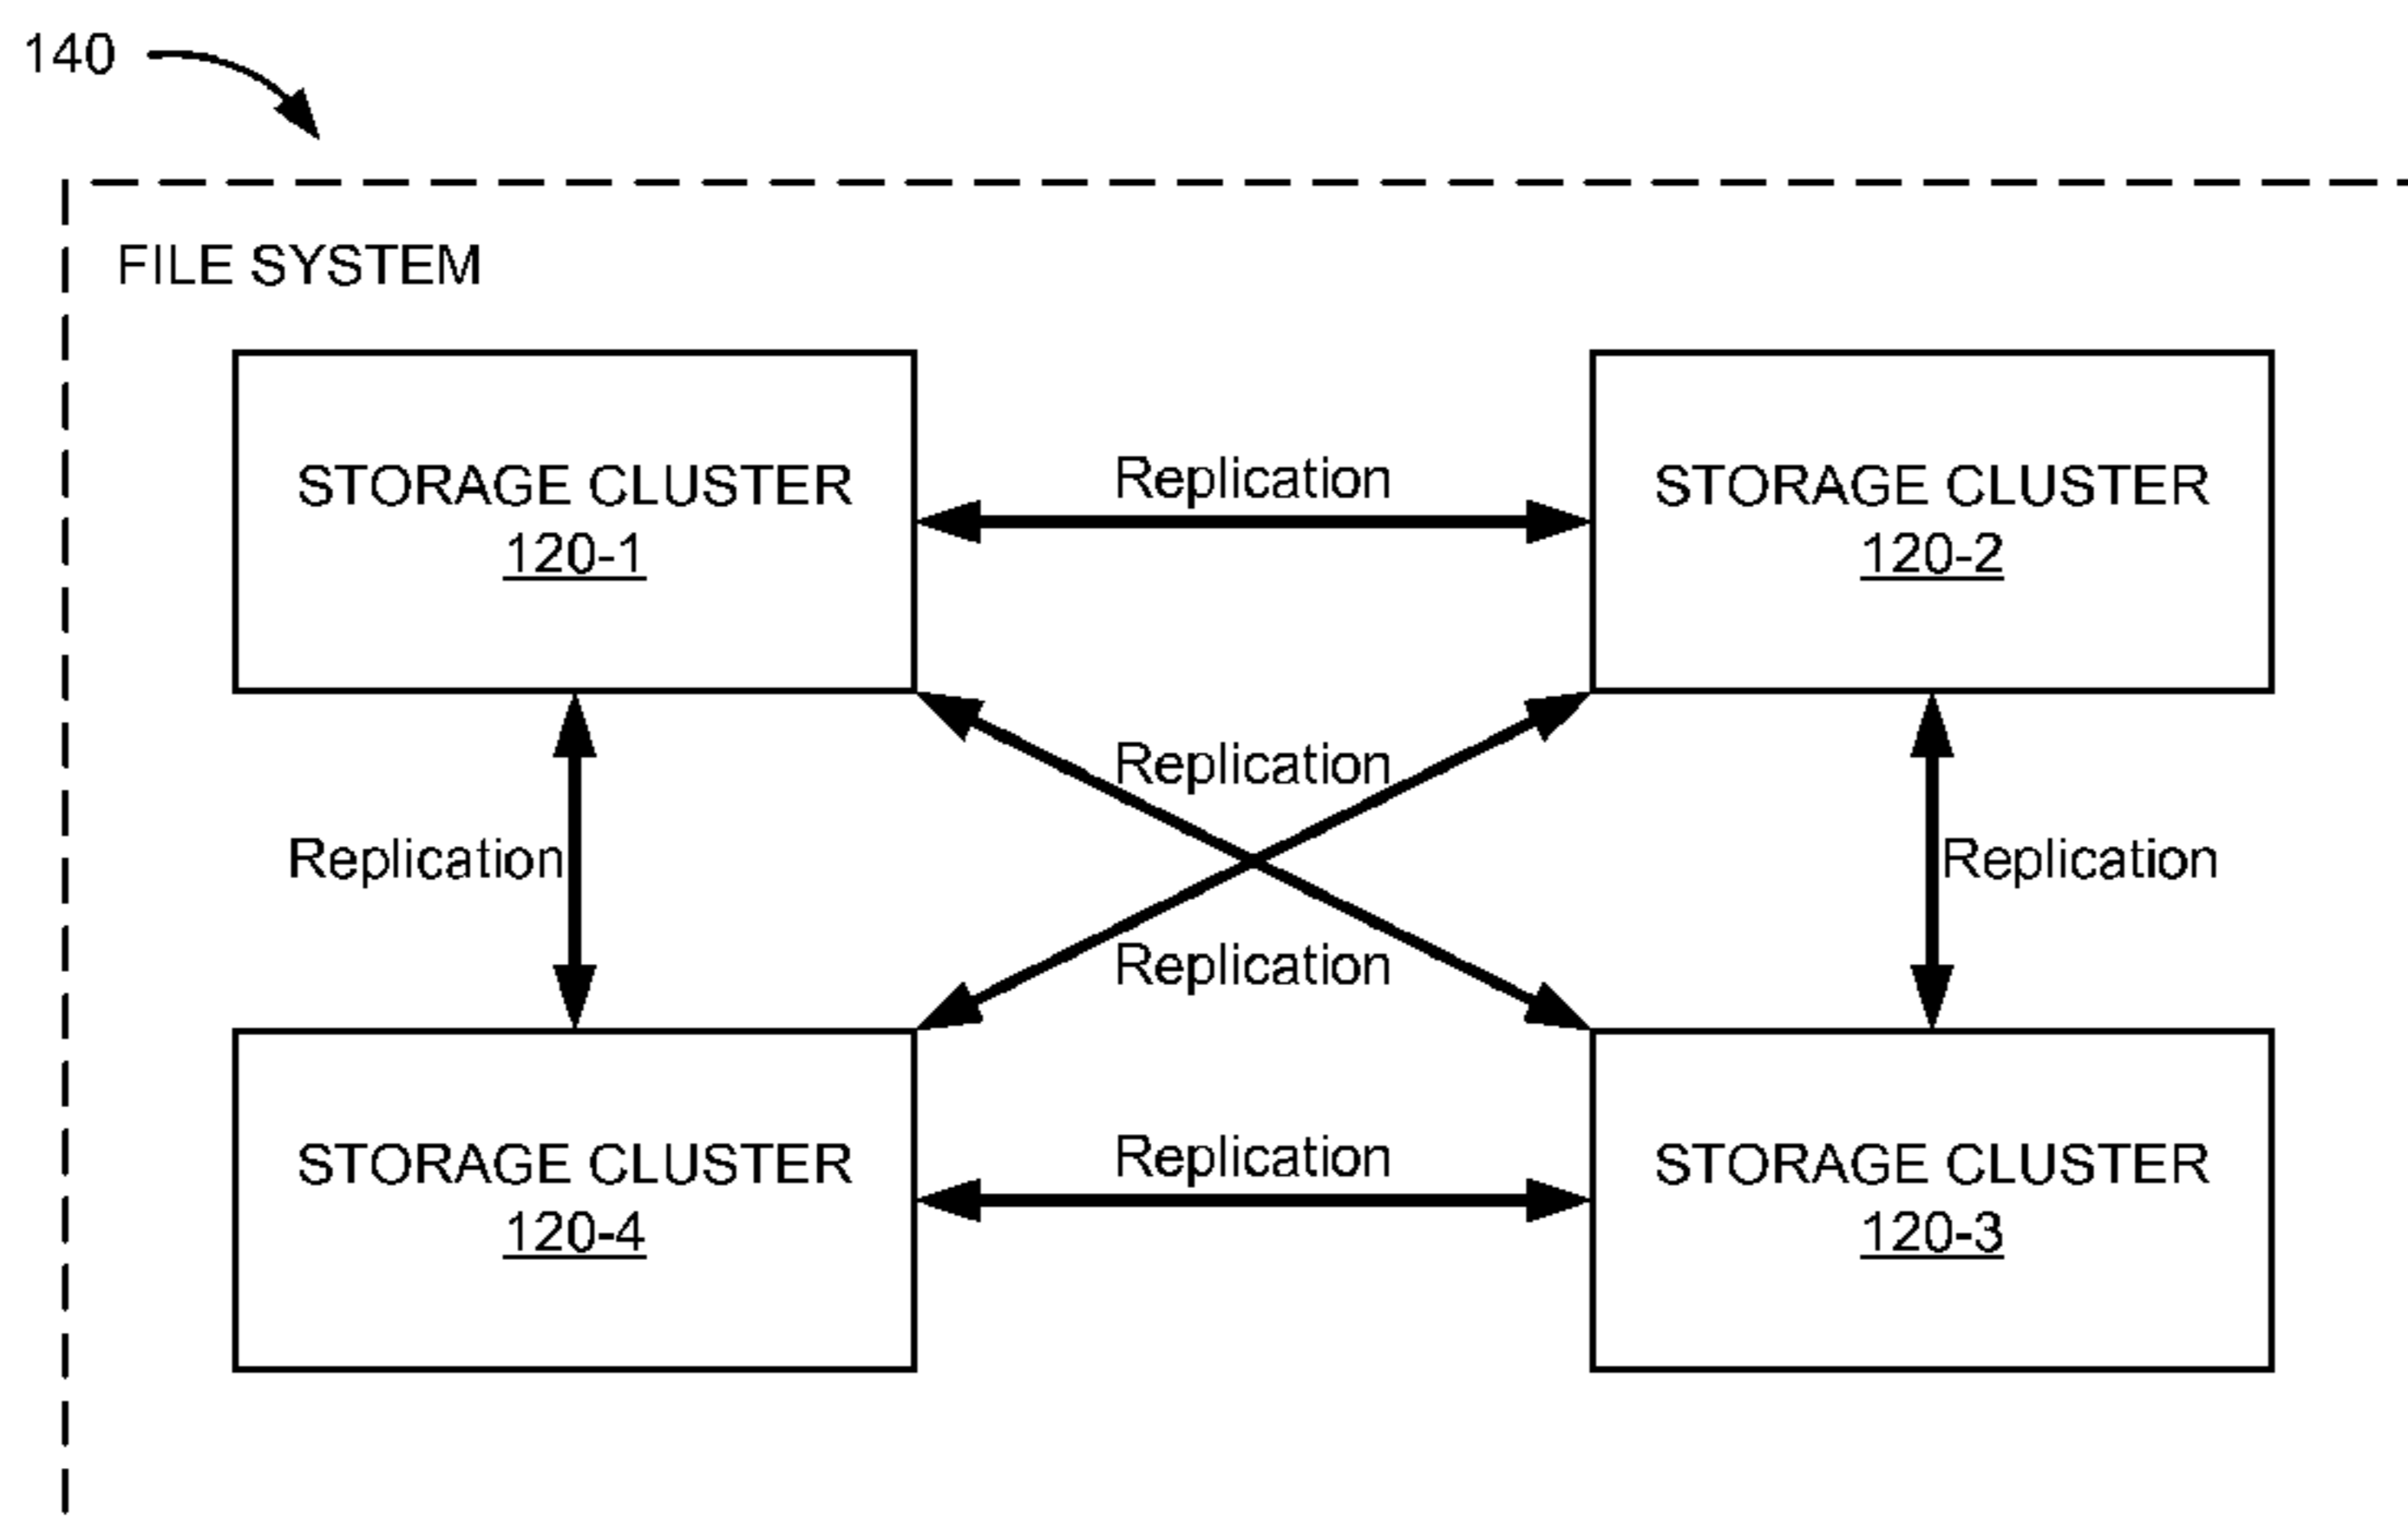 140
FILE SYSTEM
STORAGE CLUSTER
120-1
Replication
STORAGE CLUSTER
120-2
Replication
Replication
Replication
Replication
STORAGE CLUSTER
120-4
Replication
STORAGE CLUSTER
120-3